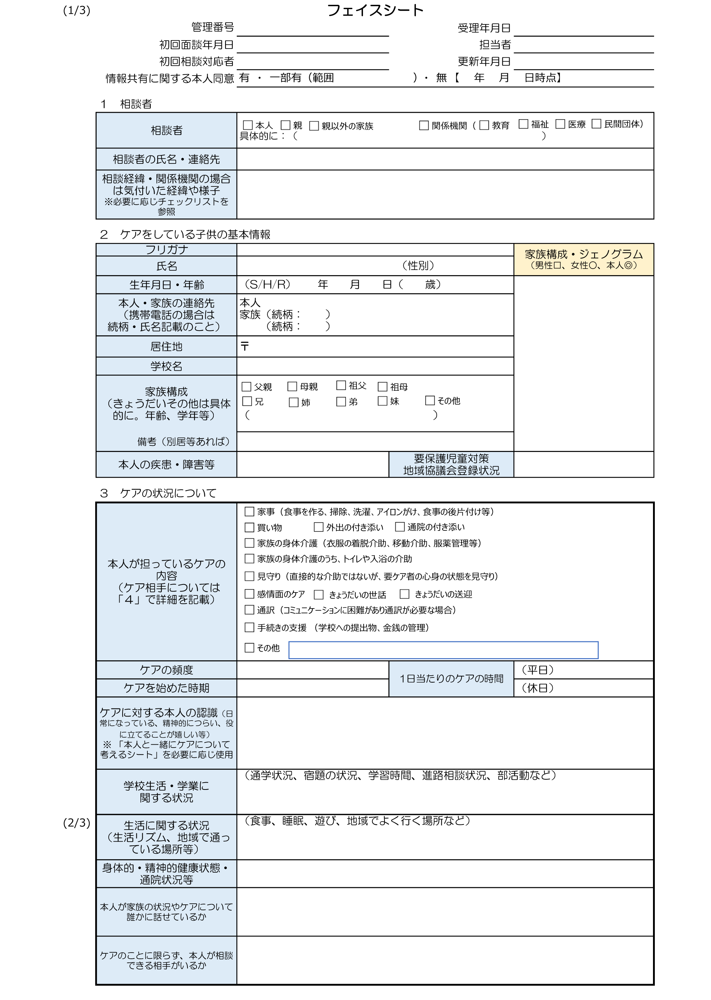 (1/3)
フェイスシート
管理番号 受理年月日
初回面談年月日 担当者
初回相談対応者 更新年月日
情報共有に関する本人同意 有 ・ 一部有（範囲 ）・ 無【 年 月 日時点】
１ 相談者
相談者
□ 本人 □ 親 □ 親以外の家族 □ 関係機関（ □ 教育 □ 福祉 □ 医療 □ 民間団体）
具体的に：（ ）
相談者の氏名・連絡先
相談経緯・関係機関の場合
は気付いた経緯や様子
※必要に応じチェックリストを
参照
２ ケアをしている子供の基本情報
フリガナ
氏名 （性別）
家族構成・ジェノグラム
（男性□、女性○、本人◎）
生年月日・年齢 （S/H/R） 年 月 日（ 歳）
本人・家族の連絡先
（携帯電話の場合は
続柄・氏名記載のこと）
本人
家族（続柄： ）
（続柄： ）
居住地 〒
学校名
家族構成
（きょうだいその他は具体
的に。年齢、学年等）
□ 父親 □ 母親 □ 祖父 □ 祖母
□ 兄 □ 姉 □ 弟 □ 妹 □ その他
（ ）
備考（別居等あれば）
本人の疾患・障害等
要保護児童対策
地域協議会登録状況
３ ケアの状況について
本人が担っているケアの
内容
（ケア相手については
「４」で詳細を記載）
□ 家事（食事を作る、掃除、洗濯、アイロンがけ、食事の後片付け等）
□ 買い物 □ 外出の付き添い □ 通院の付き添い
□ 家族の身体介護（衣服の着脱介助、移動介助、服薬管理等）
□ 家族の身体介護のうち、トイレや入浴の介助
□ 見守り（直接的な介助ではないが、要ケア者の心身の状態を見守り）
□ 感情面のケア □ きょうだいの世話 □ きょうだいの送迎
□ 通訳（コミュニケーションに困難があり通訳が必要な場合）
□ 手続きの支援 （学校への提出物、金銭の管理）
□ その他
ケアの頻度
ケアを始めた時期
1日当たりのケアの時間
（平日）
（休日）
ケアに対する本人の認識（日
常になっている、精神的につらい、役
に立てることが嬉しい等）
※「本人と一緒にケアについて
考えるシート」を必要に応じ使用
学校生活・学業に
関する状況
（通学状況、宿題の状況、学習時間、進路相談状況、部活動など）
(2/3)
生活に関する状況
（生活リズム、地域で通っ
ている場所等）
（食事、睡眠、遊び、地域でよく行く場所など）
身体的・精神的健康状態・
通院状況等
本人が家族の状況やケアについて
誰かに話せているか
ケアのことに限らず、本人が相談
できる相手がいるか